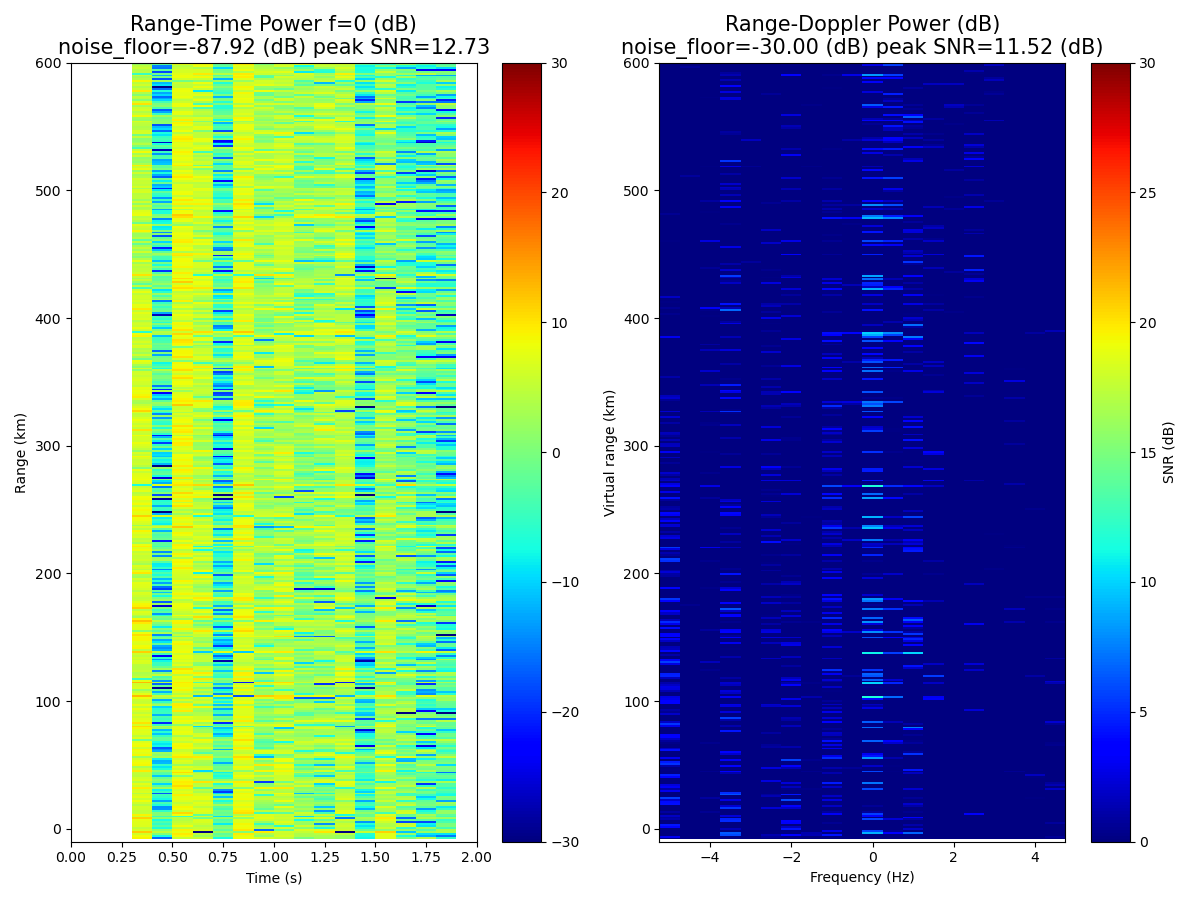 Range-Time Power f=0 (dB)
noise_floor=-87.92 (dB) peak SNR=12.73
600
500
400
300
200
100
0
Range (km)
0.00 0.25 0.50 0.75 1.00 1.25 1.50 1.75 2.00
Time (s)
30
20
10
0
−10
−20
−30
Range-Doppler Power (dB)
noise_floor=-30.00 (dB) peak SNR=11.52 (dB)
600
500
400
300
200
100
0
Virtual range (km)
−4 −2 0 2 4
Frequency (Hz)
30
25
20
15
10
5
0
SNR (dB)